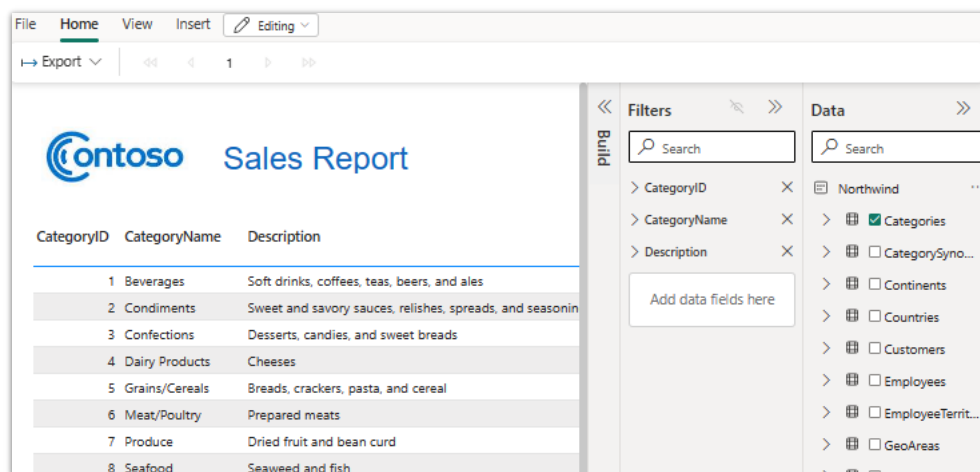 File Home View Insert Editing
Export 1
Build
Filters
Search
CategoryID
CategoryName
Description
Add data fields here
Data
Search
Northwind
Categories
CategorySyno...
Continents
Countries
Customers
Employees
EmployeeTerrit...
GeoAreas
Contoso Sales Report
CategoryID CategoryName Description
1 Beverages Soft drinks, coffees, teas, beers, and ales
2 Condiments Sweet and savory sauces, relishes, spreads, and seasonin
3 Confections Desserts, candies, and sweet breads
4 Dairy Products Cheeses
5 Grains/Cereals Breads, crackers, pasta, and cereal
6 Meat/Poultry Prepared meats
7 Produce Dried fruit and bean curd
8 Seafood Seaweed and fish